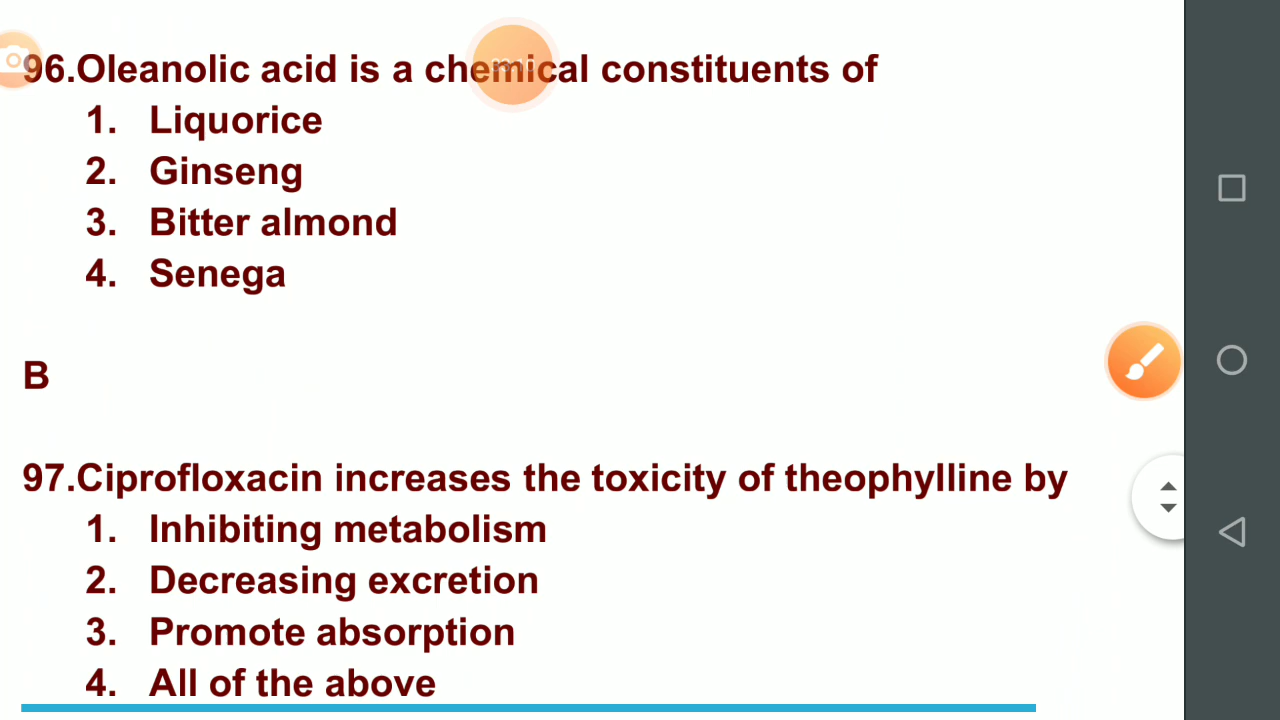 96.Oleanolic acid is a chemical constituents of
1. Liquorice
2. Ginseng
3. Bitter almond
4. Senega
B
97.Ciprofloxacin increases the toxicity of theophylline by
1. Inhibiting metabolism
2. Decreasing excretion
3. Promote absorption
4. All of the above